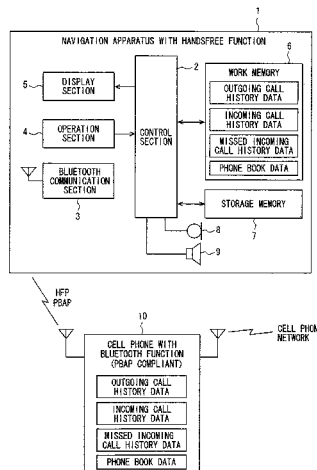 1
NAVIGATION APPARATUS WITH HANDSFREE FUNCTION
2
6
5
DISPLAY
SECTION
4
OPERATION
SECTION
BLUETOOTH
COMMUNICATION
SECTION
3
CONTROL
SECTION
WORK MEMORY
OUTGOING CALL
HISTORY DATA
INCOMING CALL
HISTORY DATA
MISSED INCOMING
CALL HISTORY DATA
PHONE BOOK DATA
STORAGE MEMORY
7
8
9
HFP
PBAP
10
CELL PHONE WITH
BLUETOOTH FUNCTION
(PBAP COMPLIANT)
OUTGOING CALL
HISTORY DATA
INCOMING CALL
HISTORY DATA
MISSED INCOMING
CALL HISTORY DATA
PHONE BOOK DATA
CELL PHON
NETWORK